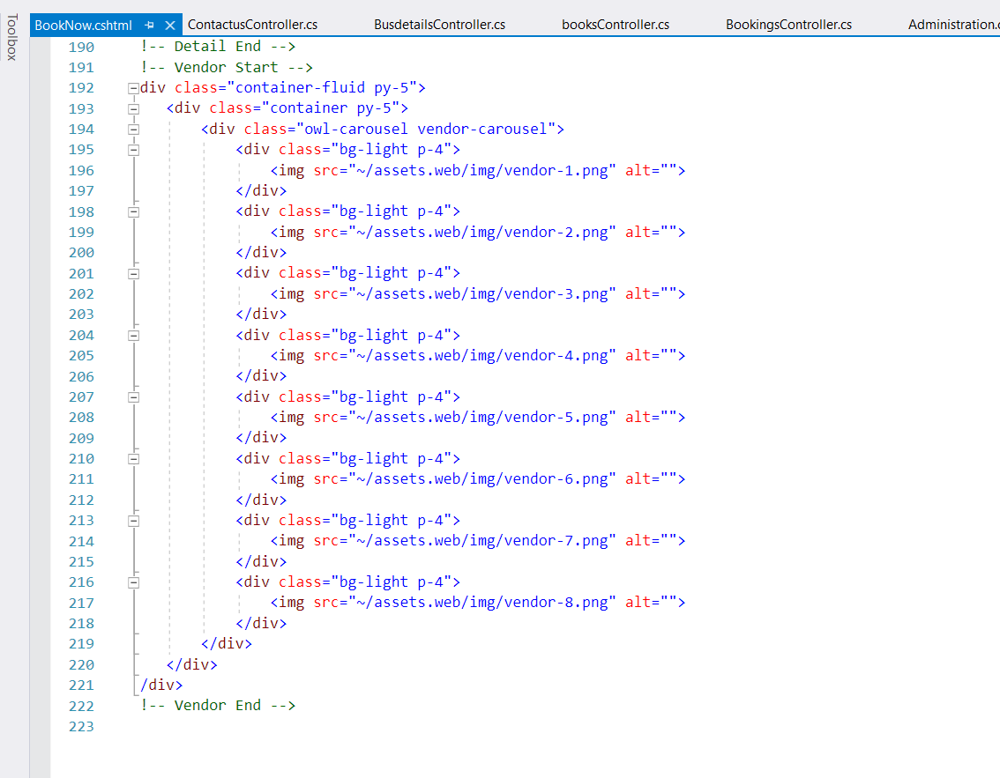 Toolbox
BookNow.cshtml ContactusController.cs BusdetailsController.cs booksController.cs BookingsController.cs Administration.c
190 !-- Detail End -->
191 !-- Vendor Start -->
192 div class="container-fluid py-5">
193 <div class="container py-5">
194 <div class="owl-carousel vendor-carousel">
195 <div class="bg-light p-4">
196 <img src="~/assets.web/img/vendor-1.png" alt="">
197 </div>
198 <div class="bg-light p-4">
199 <img src="~/assets.web/img/vendor-2.png" alt="">
200 </div>
201 <div class="bg-light p-4">
202 <img src="~/assets.web/img/vendor-3.png" alt="">
203 </div>
204 <div class="bg-light p-4">
205 <img src="~/assets.web/img/vendor-4.png" alt="">
206 </div>
207 <div class="bg-light p-4">
208 <img src="~/assets.web/img/vendor-5.png" alt="">
209 </div>
210 <div class="bg-light p-4">
211 <img src="~/assets.web/img/vendor-6.png" alt="">
212 </div>
213 <div class="bg-light p-4">
214 <img src="~/assets.web/img/vendor-7.png" alt="">
215 </div>
216 <div class="bg-light p-4">
217 <img src="~/assets.web/img/vendor-8.png" alt="">
218 </div>
219 </div>
220 </div>
221 /div>
222 !-- Vendor End -->
223